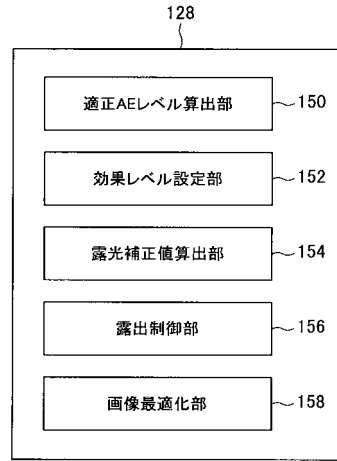 128
適正AEレベル算出部 150
効果レベル設定部 152
露光補正値算出部 154
露出制御部 156
画像最適化部 158